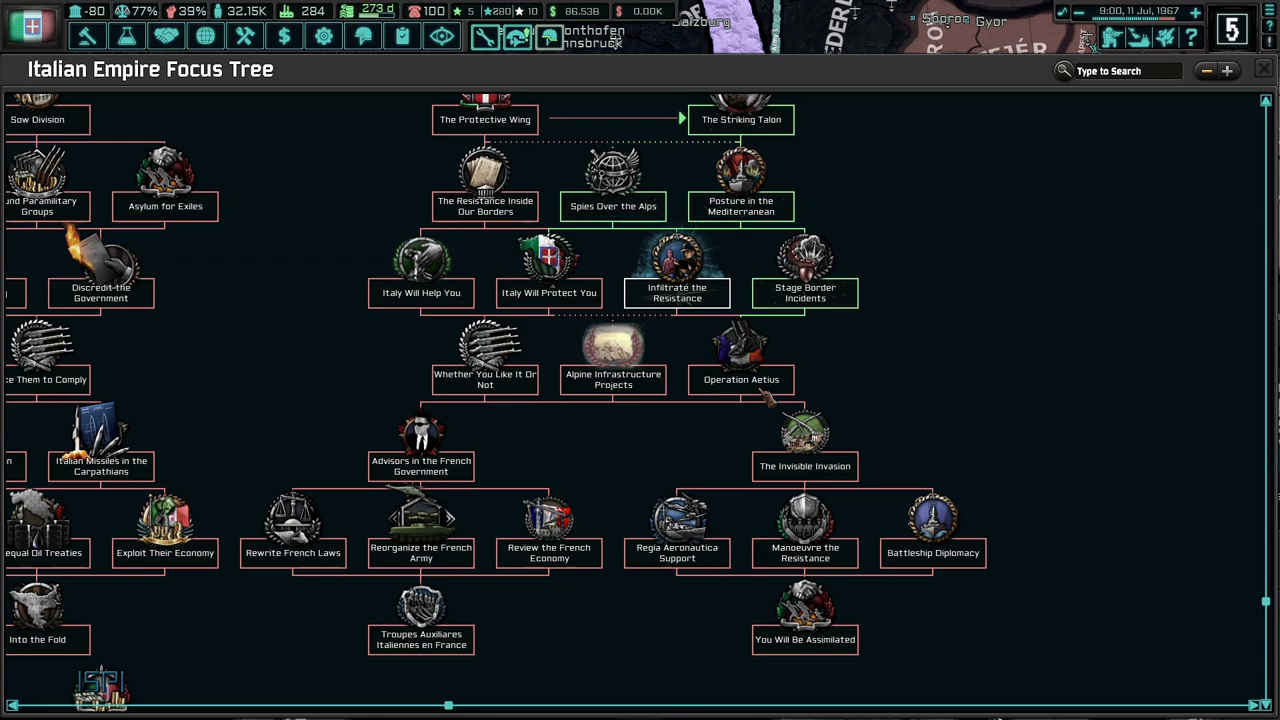 -80 77% 39% 32.15K 284 273 d 100 5 280 10 86.53B 0.00K
9:00, 11 Jul, 1967
5
Sopron Gyor
Italian Empire Focus Tree
Type to Search
Sow Division
The Protective Wing
The Striking Talon
Groups
Asylum for Exiles
The Resistance Inside
Our Borders
Spies Over the Alps
Posture in the
Mediterranean
Discredit the
Government
Italy Will Help You
Italy Will Protect You
Infiltrate the
Resistance
Stage Border
Incidents
ce Them to Comply
Whether You Like It Or
Not
Alpine Infrastructure
Projects
Operation Aetius
Italian Missiles in the
Carpathians
Advisors in the French
Government
The Invisible Invasion
equal Oil Treaties
Exploit Their Economy
Rewrite French Laws
Reorganize the French
Army
Review the French
Economy
Regia Aeronautica
Support
Manoeuvre the
Resistance
Battleship Diplomacy
Into the Fold
Troupes Auxiliares
Italiennes en France
You Will Be Assimilated